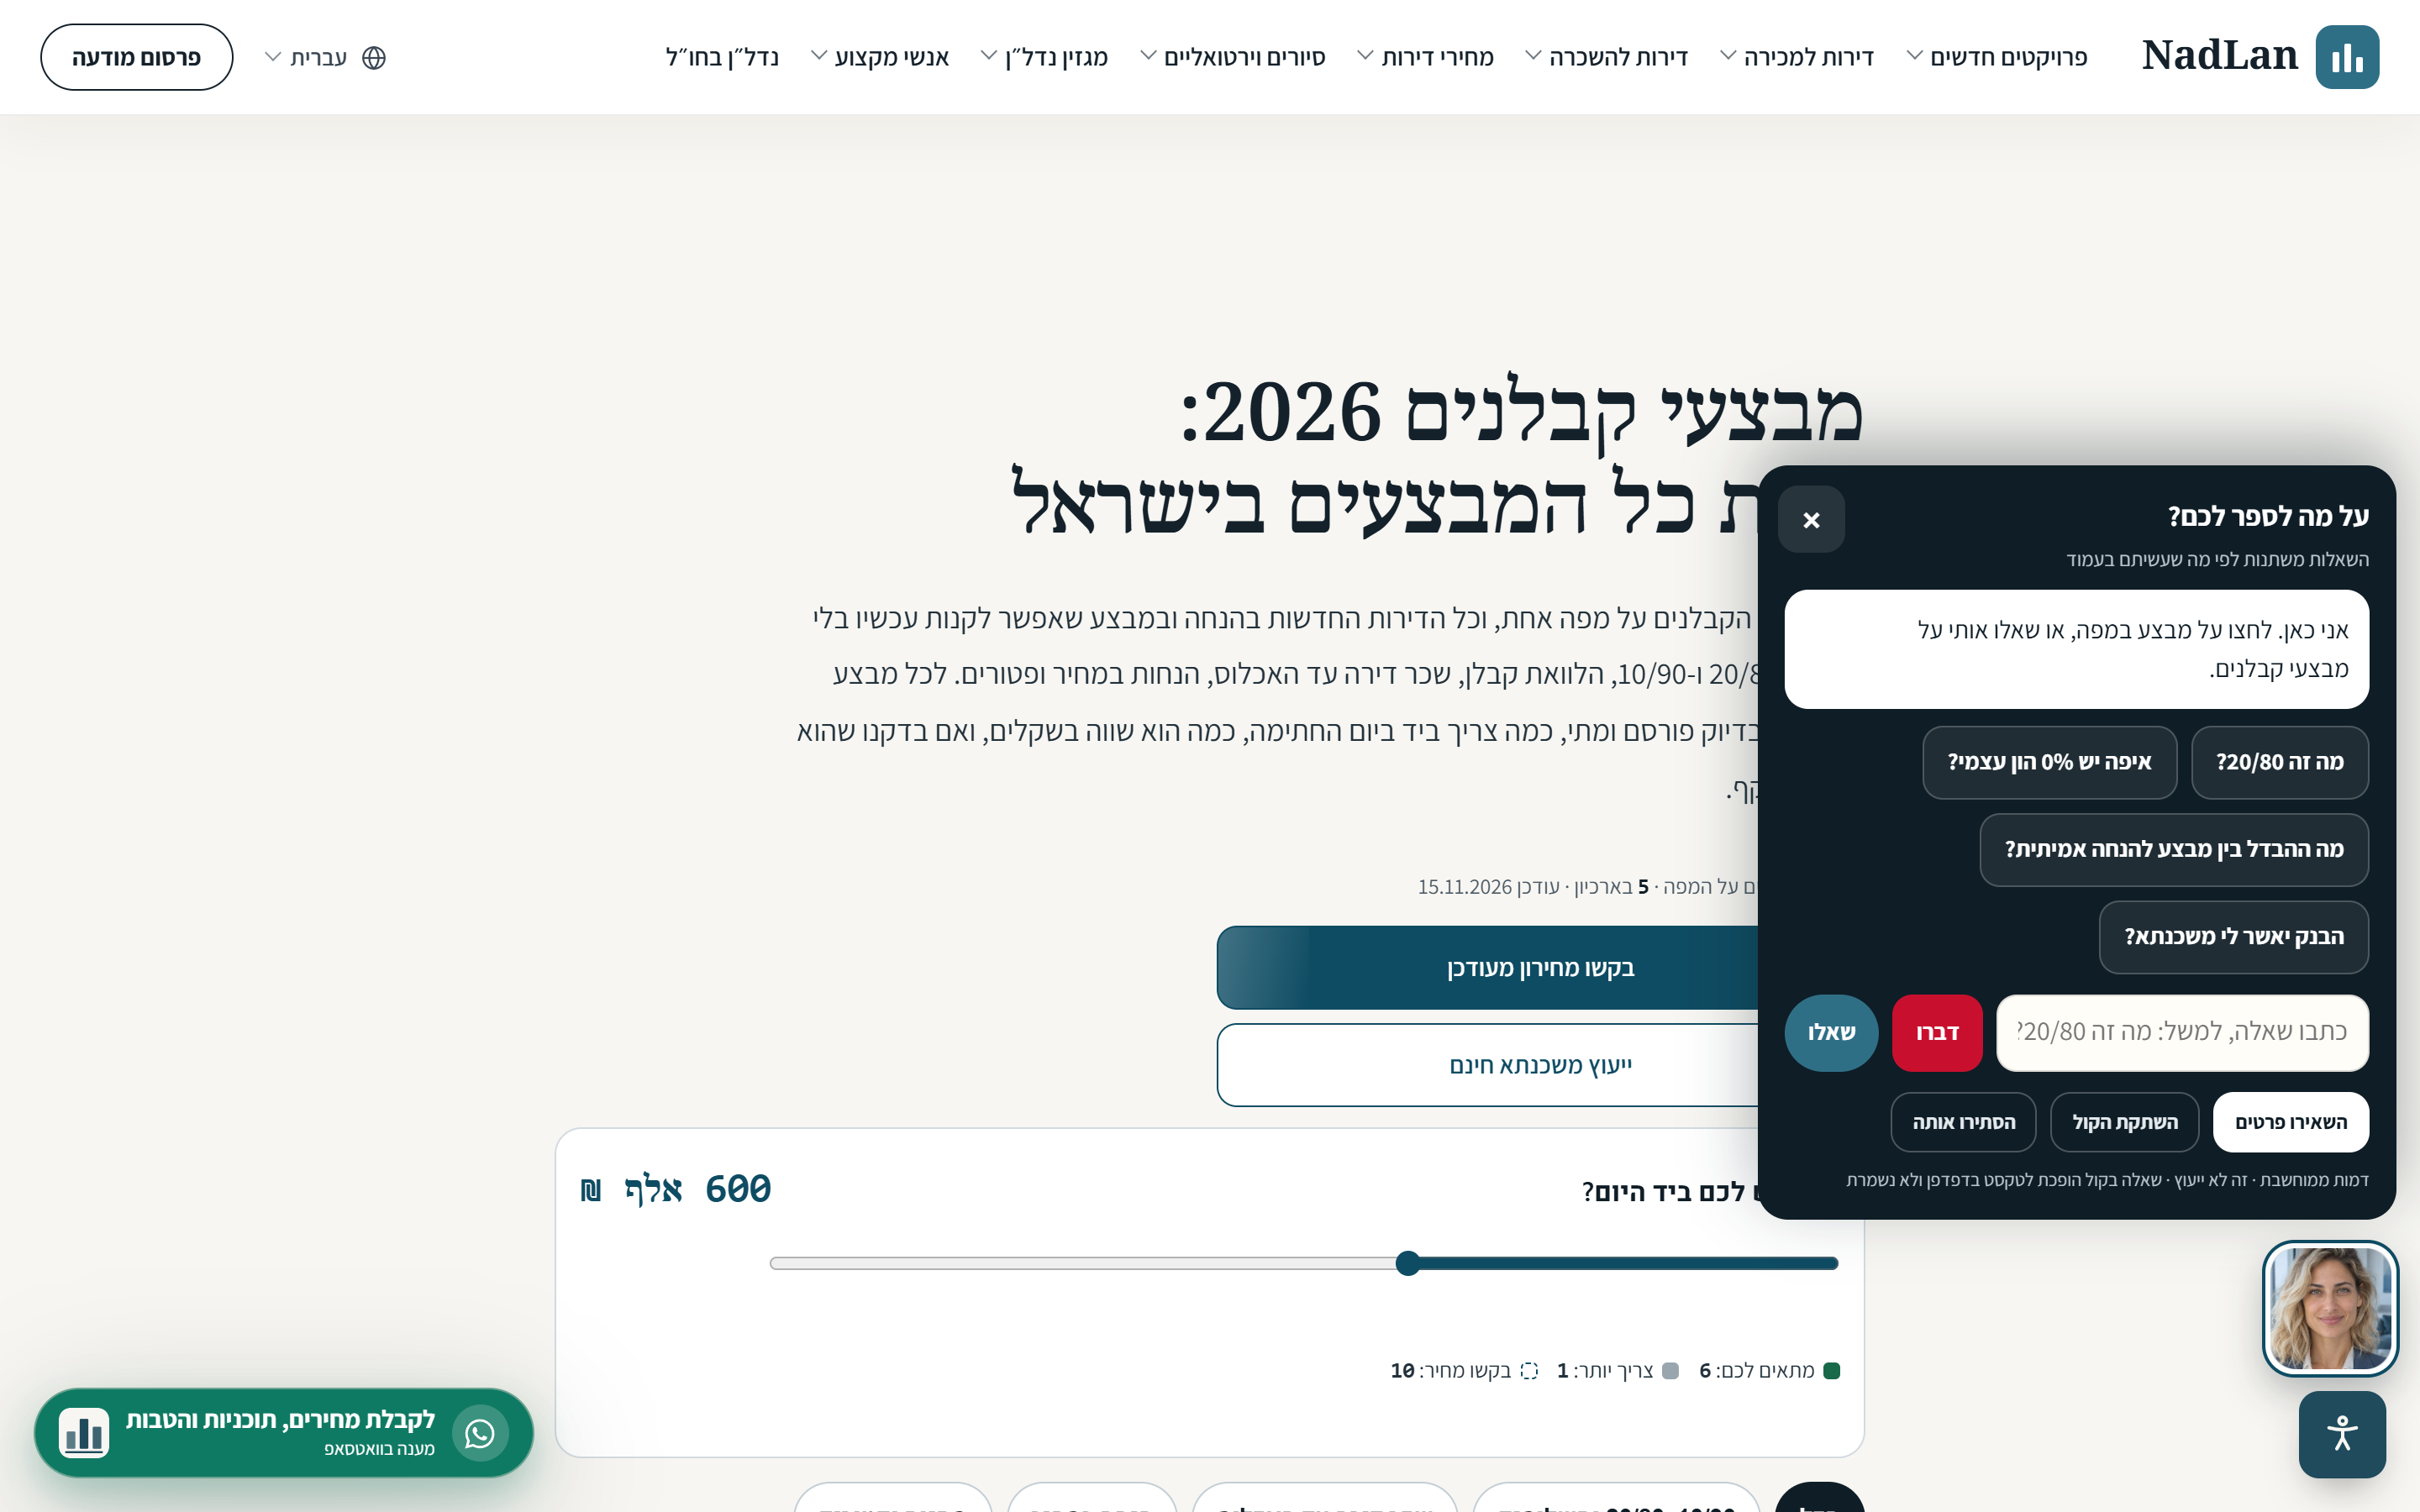 NadLan
פרויקטים חדשים
דירות למכירה
דירות להשכרה
מחירי דירות
סיורים וירטואליים
מגזין נדל״ן
אנשי מקצוע
נדל״ן בחו״ל
עברית
פרסום מודעה
מבצעי קבלנים 2026:
כל המבצעים בישראל
הקבלנים על מפה אחת, וכל הדירות החדשות בהנחה ובמבצע שאפשר לקנות עכשיו בלי
ו-10/90, הלוואת קבלן, שכר דירה עד האכלוס, הנחות במחיר ופטורים. לכל מבצע
פורסם ומתי, כמה צריך ביד ביום החתימה, כמה הוא שווה בשקלים, ואם בדקנו שהוא
על המפה · 5 בארכיון · עודכן 15.11.2026
בקשו מחירון מעודכן
ייעוץ משכנתא חינם
לכם ביד היום?
600 אלף ₪
מתאים לכם: 6
צריך יותר: 1
בקשו מחיר: 10
על מה לספר לכם?
השאלות משתנות לפי מה שעשיתם בעמוד
אני כאן. לחצו על מבצע במפה, או שאלו אותי על
מבצעי קבלנים.
מה זה 20/80?
איפה יש 0% הון עצמי?
מה ההבדל בין מבצע להנחה אמיתית?
הבנק יאשר לי משכנתא?
כתבו שאלה, למשל: מה זה 20/80?
דברו
שאלו
השאירו פרטים
השתקת הקול
הסתירו אותה
דמות ממוחשבת · זה לא ייעוץ · שאלה בקול הופכת לטקסט בדפדפן ולא נשמרת
לקבלת מחירים, תוכניות והטבות
מענה בוואטסאפ